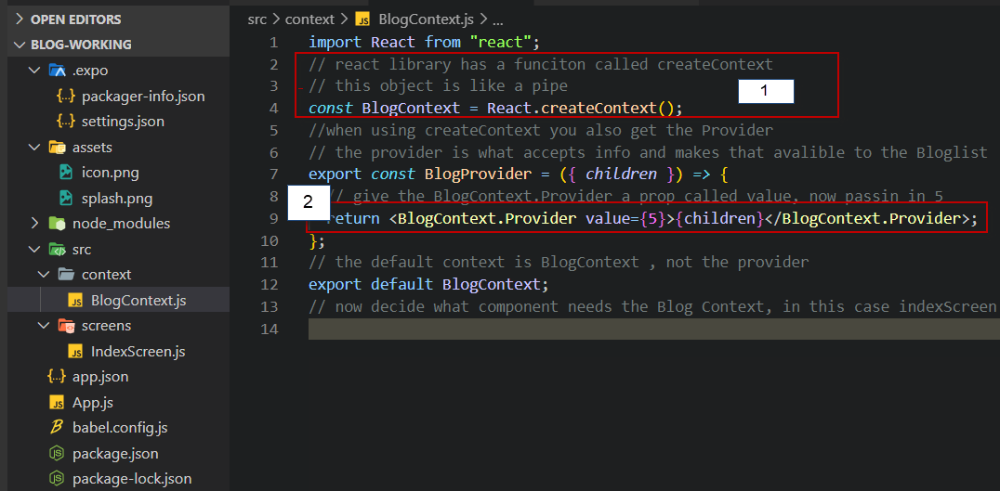 OPEN EDITORS
BLOG-WORKING
.expo
{..} packager-info.json
{..} settings.json
assets
icon.png
splash.png
node_modules
src
context
JS BlogContext.js
screens
JS IndexScreen.js
{..} app.json
JS App.js
babel.config.js
package.json
package-lock.json
src > context > JS BlogContext.js > ...
1 import React from "react";
2 // react library has a funciton called createContext
3 // this object is like a pipe
1
4 const BlogContext = React.createContext();
5 //when using createContext you also get the Provider
6 // the provider is what accepts info and makes that avalible to the Bloglist
7 export const BlogProvider = ({ children }) => {
8 // give the BlogContext.Provider a prop called value, now passin in 5
2
9 return <BlogContext.Provider value={5}>{children}</BlogContext.Provider>;
10 };
11 // the default context is BlogContext , not the provider
12 export default BlogContext;
13 // now decide what component needs the Blog Context, in this case indexScreen
14